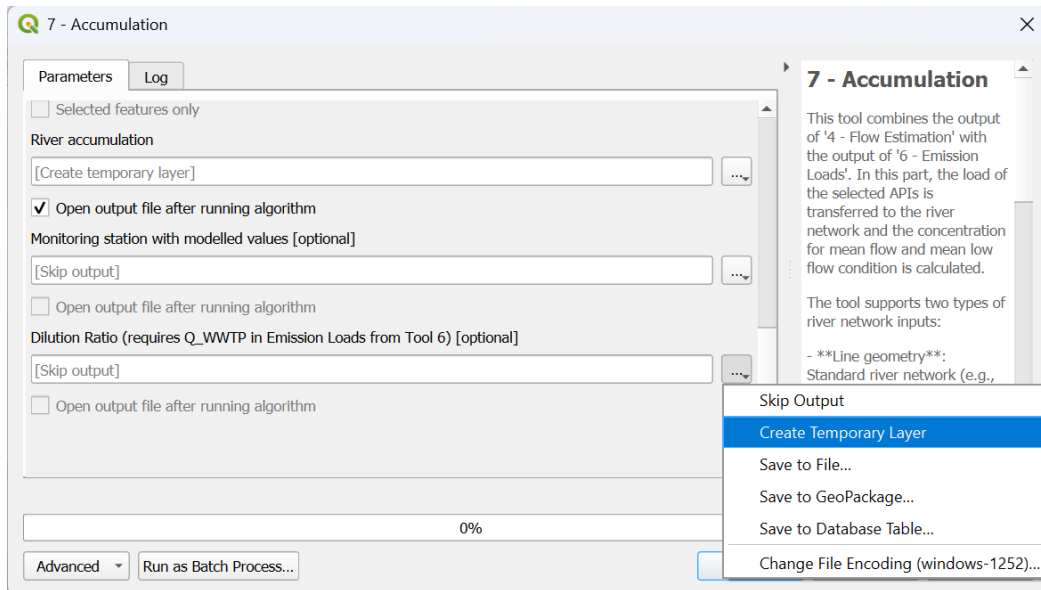 7 - Accumulation
Parameters
Log
Selected features only
River accumulation
[Create temporary layer]
...
Open output file after running algorithm
Monitoring station with modelled values [optional]
[Skip output]
...
Open output file after running algorithm
Dilution Ratio (requires Q_WWTP in Emission Loads from Tool 6) [optional]
[Skip output]
...
Open output file after running algorithm
0%
Advanced
Run as Batch Process...
7 - Accumulation
This tool combines the output
of '4 - Flow Estimation' with
the output of '6 - Emission
Loads'. In this part, the load of
the selected APIs is
transferred to the river
network and the concentration
for mean flow and mean low
flow condition is calculated.
The tool supports two types of
river network inputs:
- **Line geometry**:
Standard river network (e.g.,
Skip Output
Create Temporary Layer
Save to File...
Save to GeoPackage...
Save to Database Table...
Change File Encoding (windows-1252)...